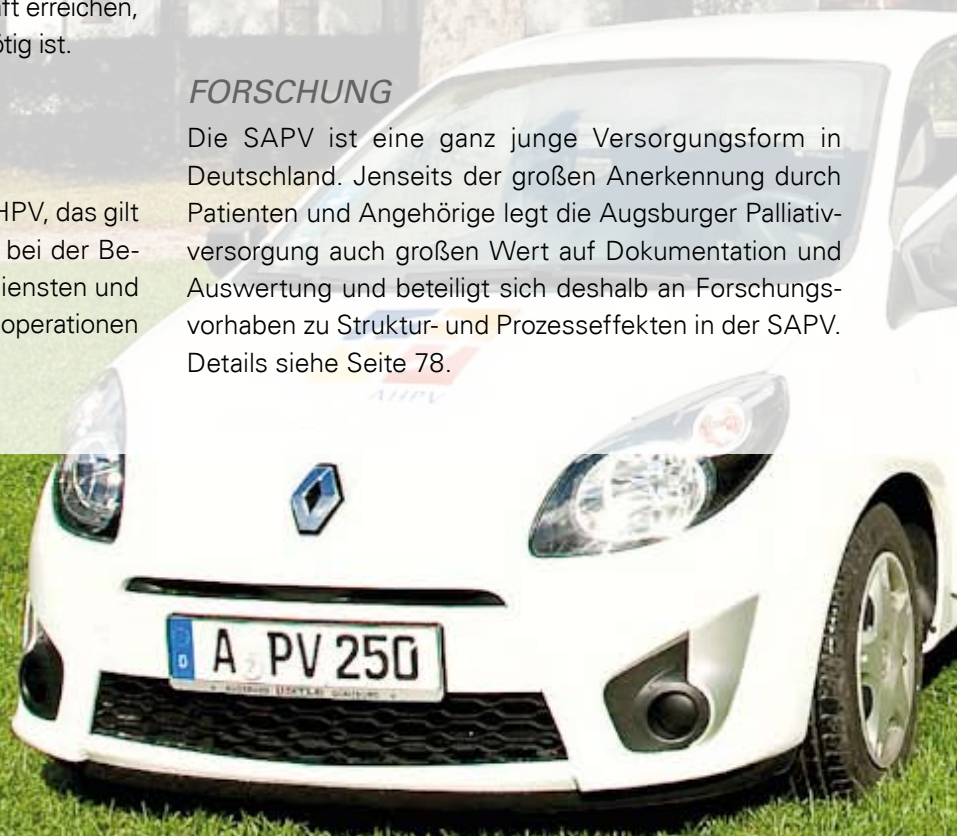 ft erreichen,
tig ist.
HPV, das gilt
bei der Be-
iensten und
operationen
FORSCHUNG
Die SAPV ist eine ganz junge Versorgungsform in
Deutschland. Jenseits der großen Anerkennung durch
Patienten und Angehörige legt die Augsburger Palliativ-
versorgung auch großen Wert auf Dokumentation und
Auswertung und beteiligt sich deshalb an Forschungs-
vorhaben zu Struktur- und Prozesseffekten in der SAPV.
Details siehe Seite 78.
AHPV
D
A PV 250